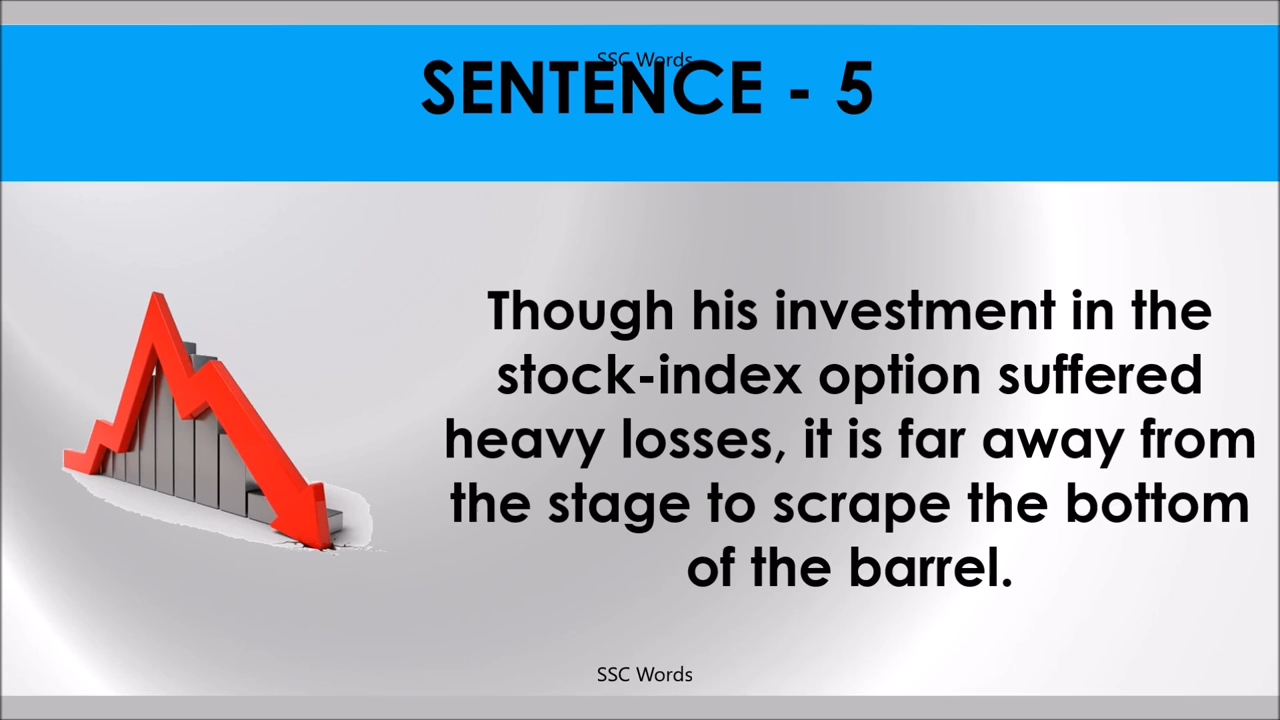 SSC Words
SENTENCE - 5
Though his investment in the
stock-index option suffered
heavy losses, it is far away from
the stage to scrape the bottom
of the barrel.
SSC Words